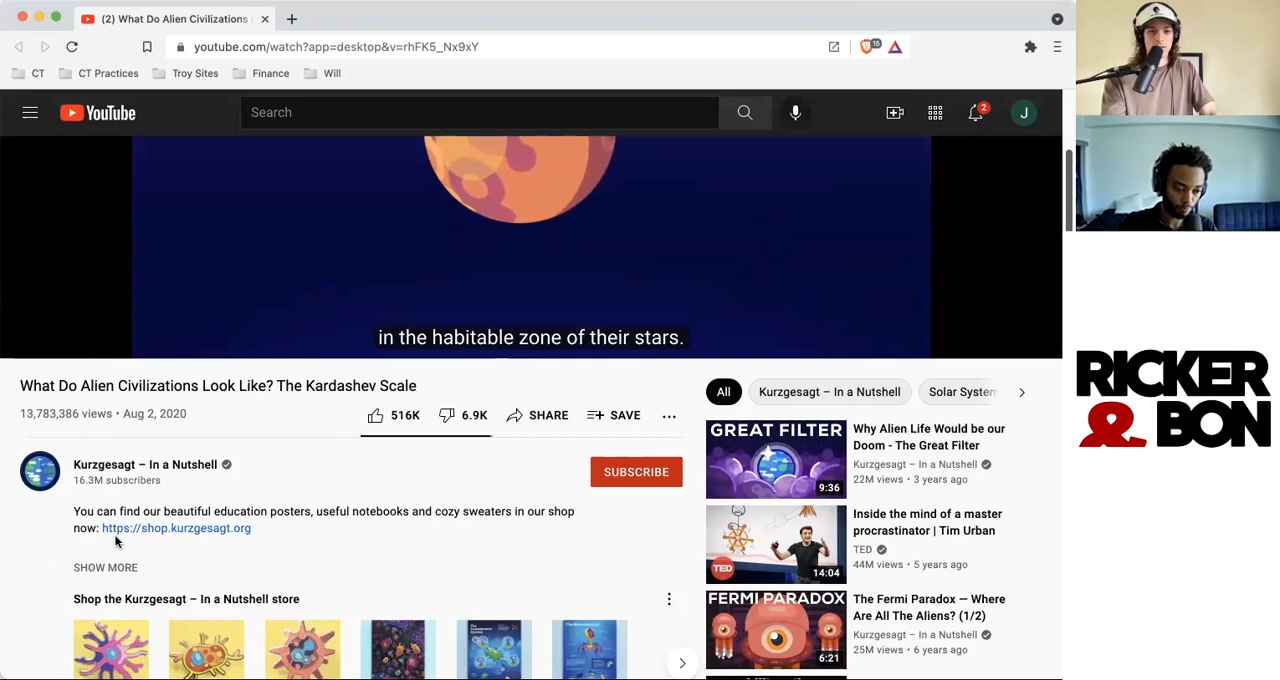 (2) What Do Alien Civilizations
youtube.com/watch?app=desktop&v=rhFK5_Nx9xY
15
CT
CT Practices
Troy Sites
Finance
Will
YouTube
Search
2
J
in the habitable zone of their stars.
What Do Alien Civilizations Look Like? The Kardashev Scale
13,783,386 views • Aug 2, 2020
516K
6.9K
SHARE
SAVE
Kurzgesagt – In a Nutshell
16.3M subscribers
SUBSCRIBE
You can find our beautiful education posters, useful notebooks and cozy sweaters in our shop
now: https://shop.kurzgesagt.org
SHOW MORE
Shop the Kurzgesagt – In a Nutshell store
All
Kurzgesagt – In a Nutshell
Solar System
GREAT FILTER
9:36
Why Alien Life Would be our
Doom - The Great Filter
Kurzgesagt – In a Nutshell
22M views • 3 years ago
TED
14:04
Inside the mind of a master
procrastinator | Tim Urban
TED
44M views • 5 years ago
FERMI PARADOX
6:21
The Fermi Paradox — Where
Are All The Aliens? (1/2)
Kurzgesagt – In a Nutshell
25M views • 6 years ago
RICKER
& BON